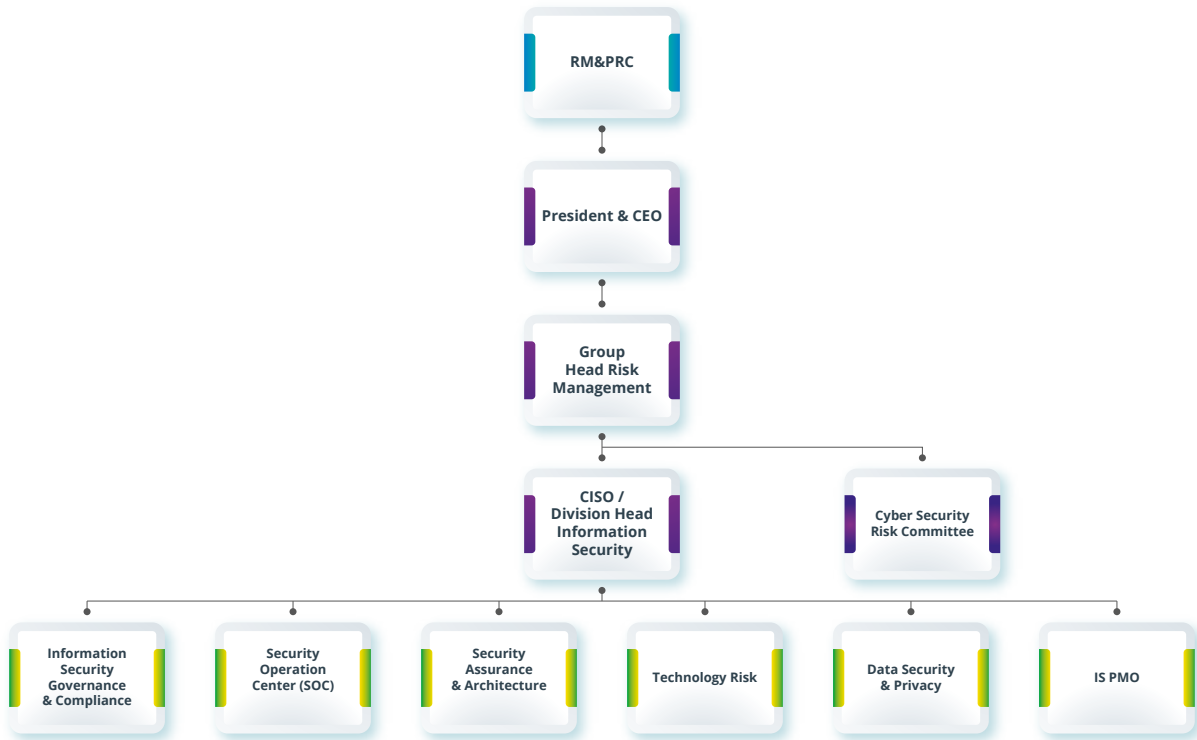 RM&PRC
President & CEO
Group
Head Risk
Management
CISO /
Division Head
Information
Security
Cyber Security
Risk Committee
Information
Security
Governance
& Compliance
Security
Operation
Center (SOC)
Security
Assurance
& Architecture
Technology Risk
Data Security
& Privacy
IS PMO